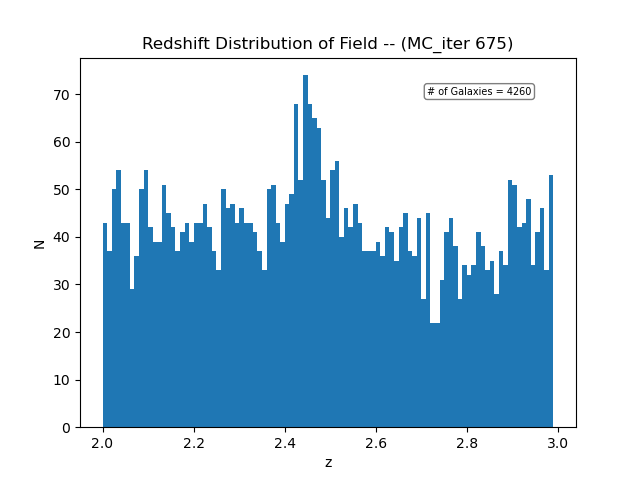 Redshift Distribution of Field -- (MC_iter 675)
# of Galaxies = 4260
70
60
50
40
30
20
10
0
N
2.0 2.2 2.4 2.6 2.8 3.0
z